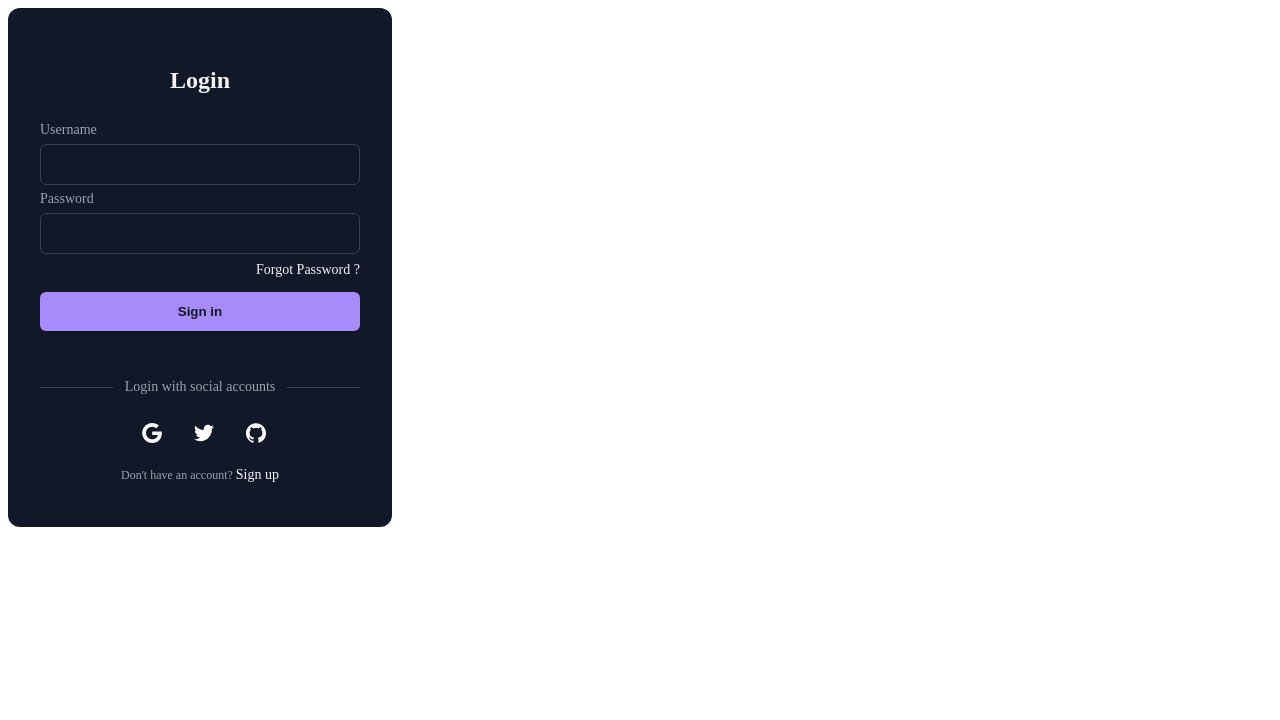 Login
Username
Password
Forgot Password ?
Sign in
Login with social accounts
Don't have an account? Sign up